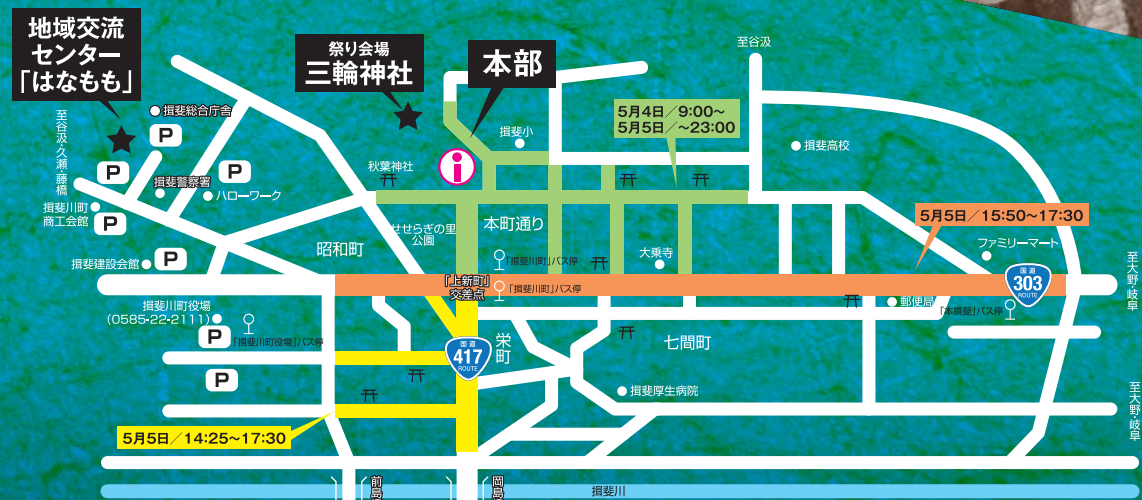 地域交流
センター
「はなもも」
祭り会場
三輪神社
本部
至谷汲
5月4日／9:00～
5月5日／～23:00
至谷汲・久瀬・藤橋
揖斐総合庁舎
P
P
P
揖斐警察署
ハローワーク
揖斐川町
商工会館
P
揖斐建設会館
P
秋葉神社
i
揖斐小
揖斐高校
せせらぎの里
公園
本町通り
昭和町
大乗寺
5月5日／15:50～17:30
ファミリーマート
「揖斐川町」バス停
「上新町」
交差点
「揖斐川町」バス停
国道
303
ROUTE
至大野・岐阜
揖斐川町役場
（0585-22-2111）
P
「揖斐川町役場」バス停
P
国道
417
ROUTE
栄町
七間町
郵便局
「本揖斐」バス停
揖斐厚生病院
至大野・岐阜
5月5日／14:25～17:30
前島
岡島
揖斐川